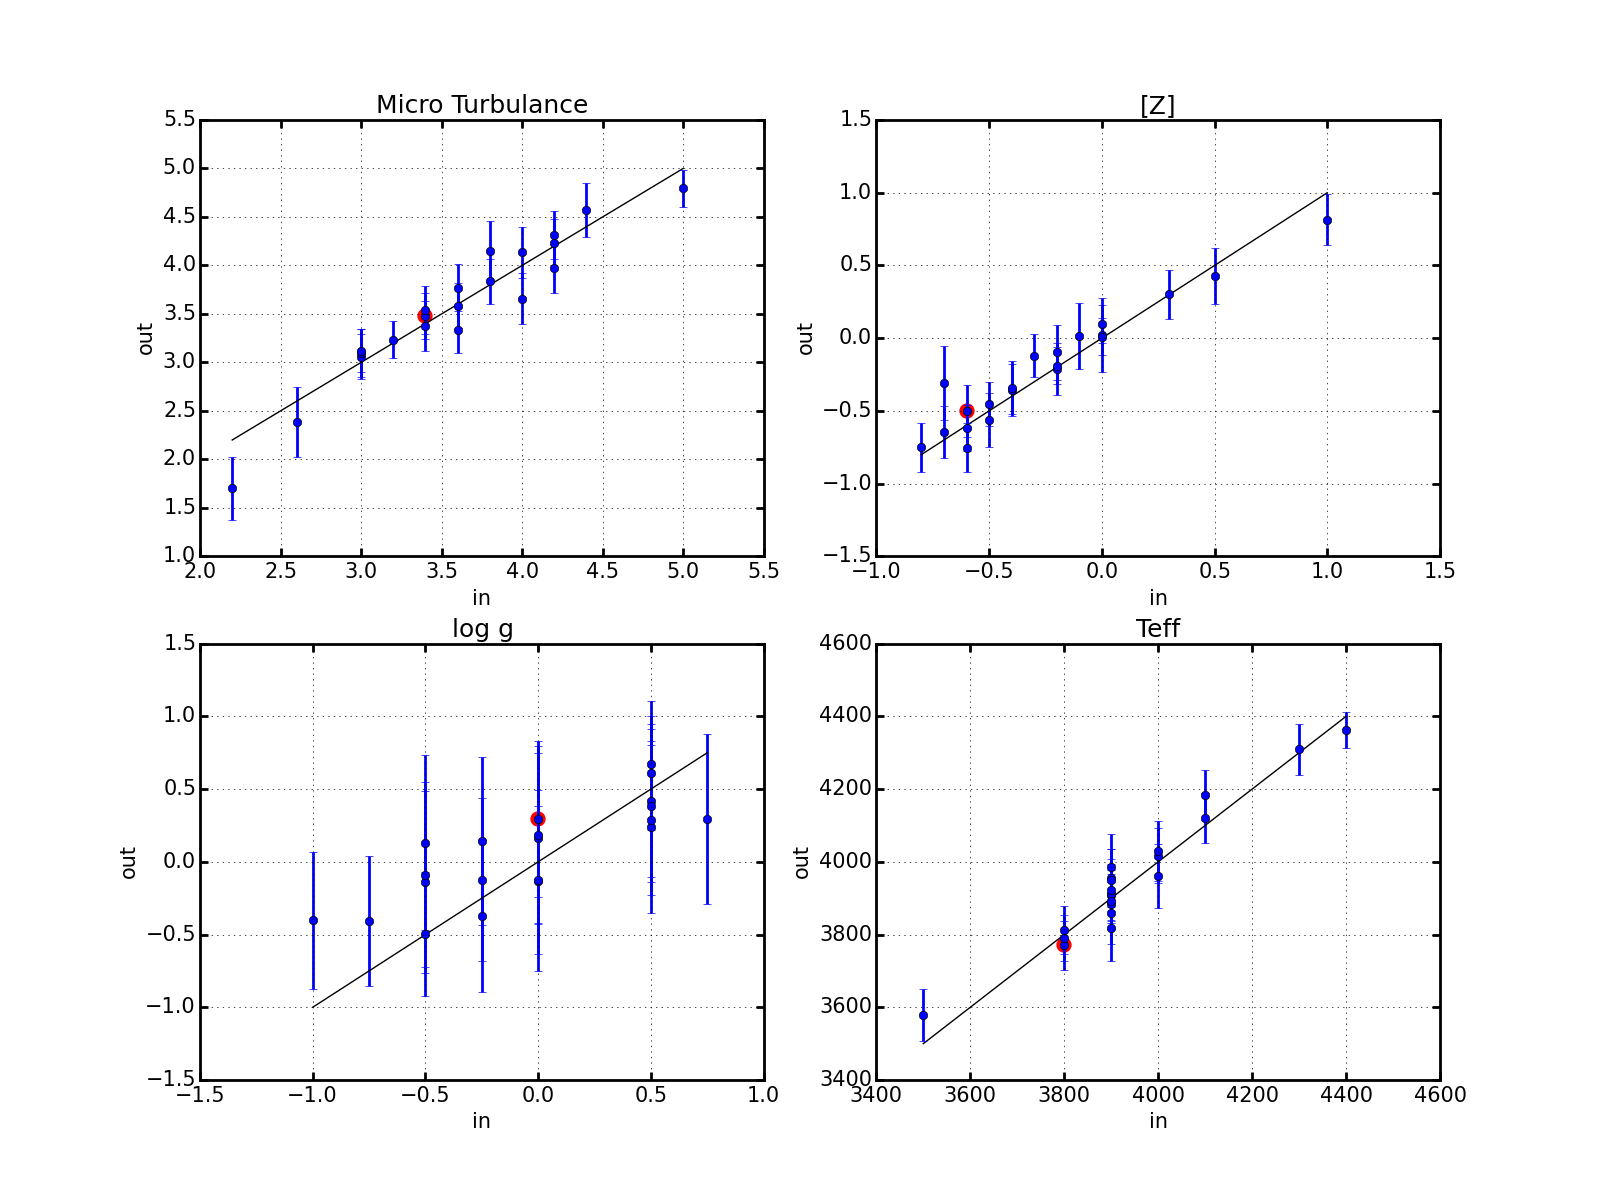 Micro Turbulance
5.5
5.0
4.5
4.0
3.5
3.0
2.5
2.0
1.5
1.0
out
2.0 2.5 3.0 3.5 4.0 4.5 5.0 5.5
in
[Z]
1.5
1.0
0.5
0.0
−0.5
−1.0
−1.5
out
−1.0 −0.5 0.0 0.5 1.0 1.5
in
log g
1.5
1.0
0.5
0.0
−0.5
−1.0
−1.5
out
−1.5 −1.0 −0.5 0.0 0.5 1.0
in
Teff
4600
4400
4200
4000
3800
3600
3400
out
3400 3600 3800 4000 4200 4400 4600
in